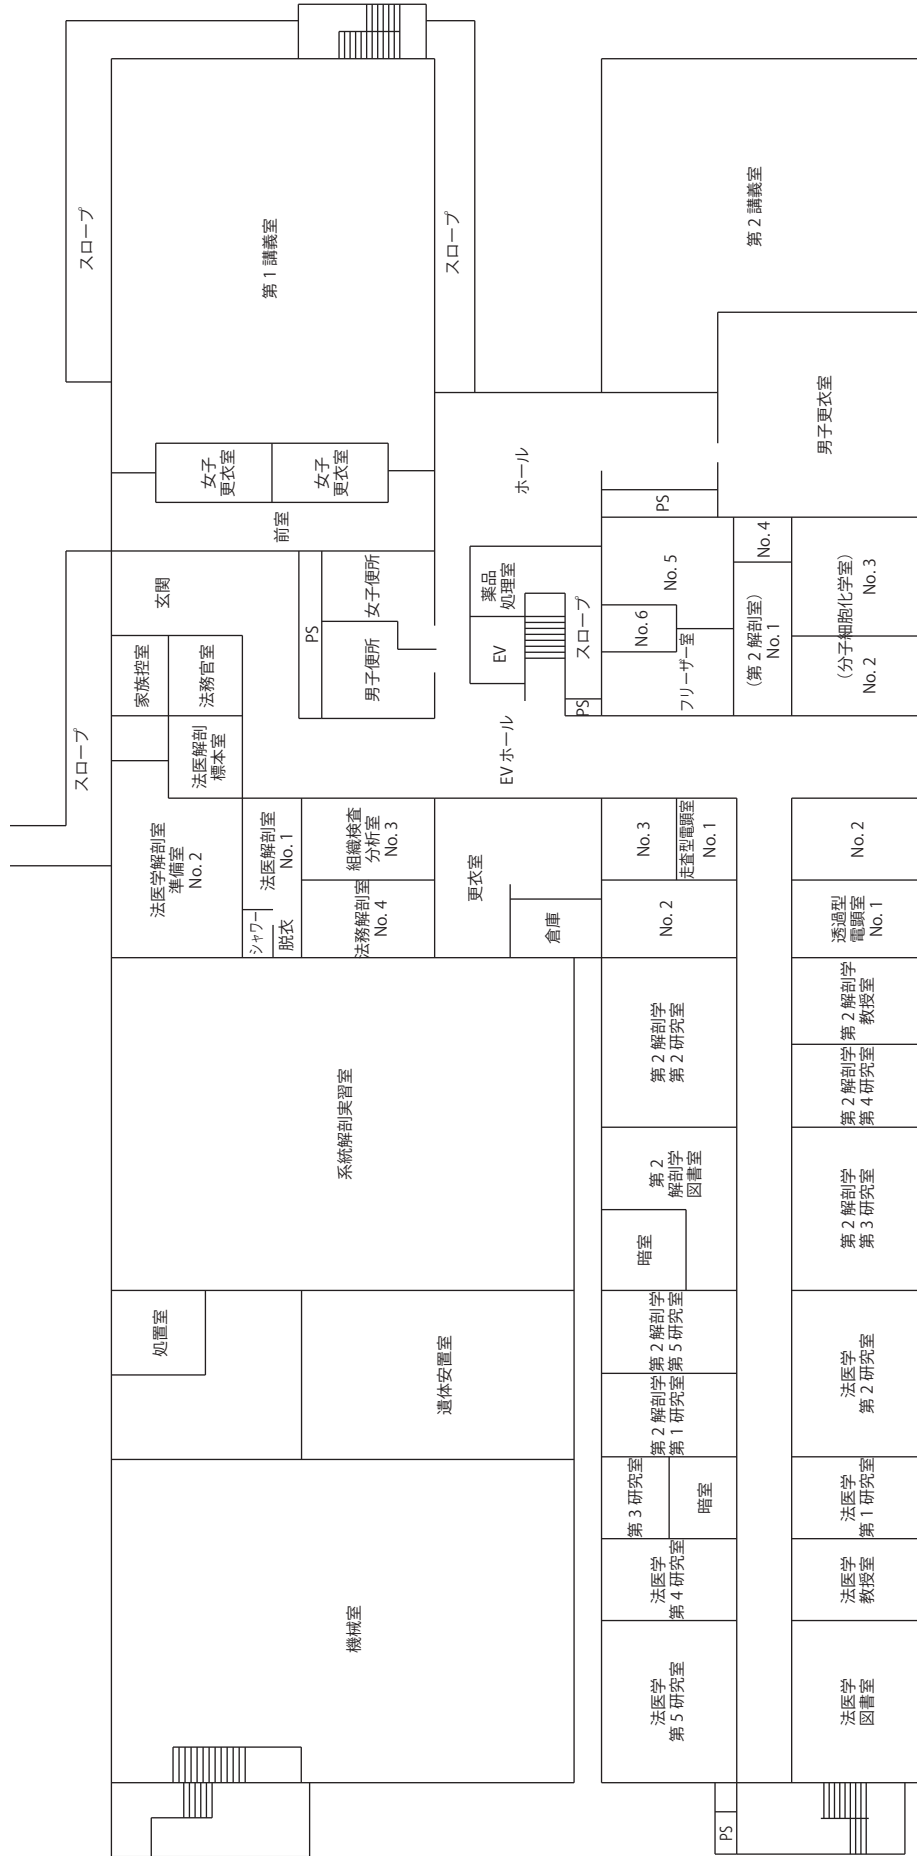 スロープ
第 1 講義室
スロープ
第 2 講義室
男子更衣室
女子
更衣室
女子
更衣室
前室
ホール
PS
玄関
PS
女子便所
男子便所
薬品
処理室
EV
スロープ
PS
EV ホール
No. 5
No. 6
フリーザー室
No. 4
（第 2 解剖室）
No. 1
（分子細胞化学室）
No. 3
No. 2
家族控室
法務官室
法医解剖
標本室
スロープ
法医学解剖室
準備室
No. 2
法医解剖室
No. 1
シャワー
脱衣
組織検査
分析室
No. 3
法務解剖室
No. 4
更衣室
倉庫
No. 3
走査型電顕室
No. 1
No. 2
No. 2
透過型
電顕室
No. 1
系統解剖実習室
第 2 解剖学
第 2 研究室
第 2 解剖学
教授室
第 2 解剖学
第 4 研究室
第 2
解剖学
図書室
暗室
第 2 解剖学
第 3 研究室
処置室
遺体安置室
第 2 解剖学
第 5 研究室
第 2 解剖学
第 1 研究室
法医学
第 2 研究室
第 3 研究室
暗室
法医学
第 1 研究室
機械室
法医学
第 4 研究室
法医学
教授室
法医学
第 5 研究室
法医学
図書室
PS